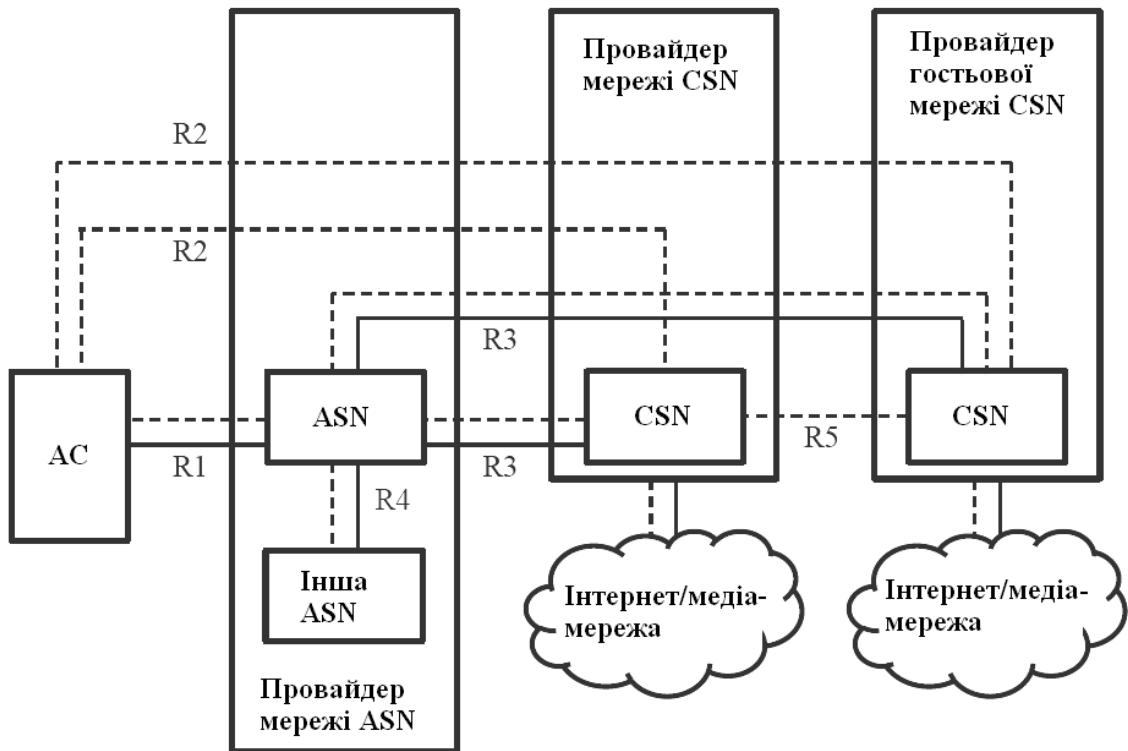 Провайдер
мережі CSN
Провайдер
гостьової
мережі CSN
R2
R2
R3
АС
ASN
CSN
CSN
R1
R3
R5
R4
Інша
ASN
Інтернет/медіа-
мережа
Інтернет/медіа-
мережа
Провайдер
мережі ASN